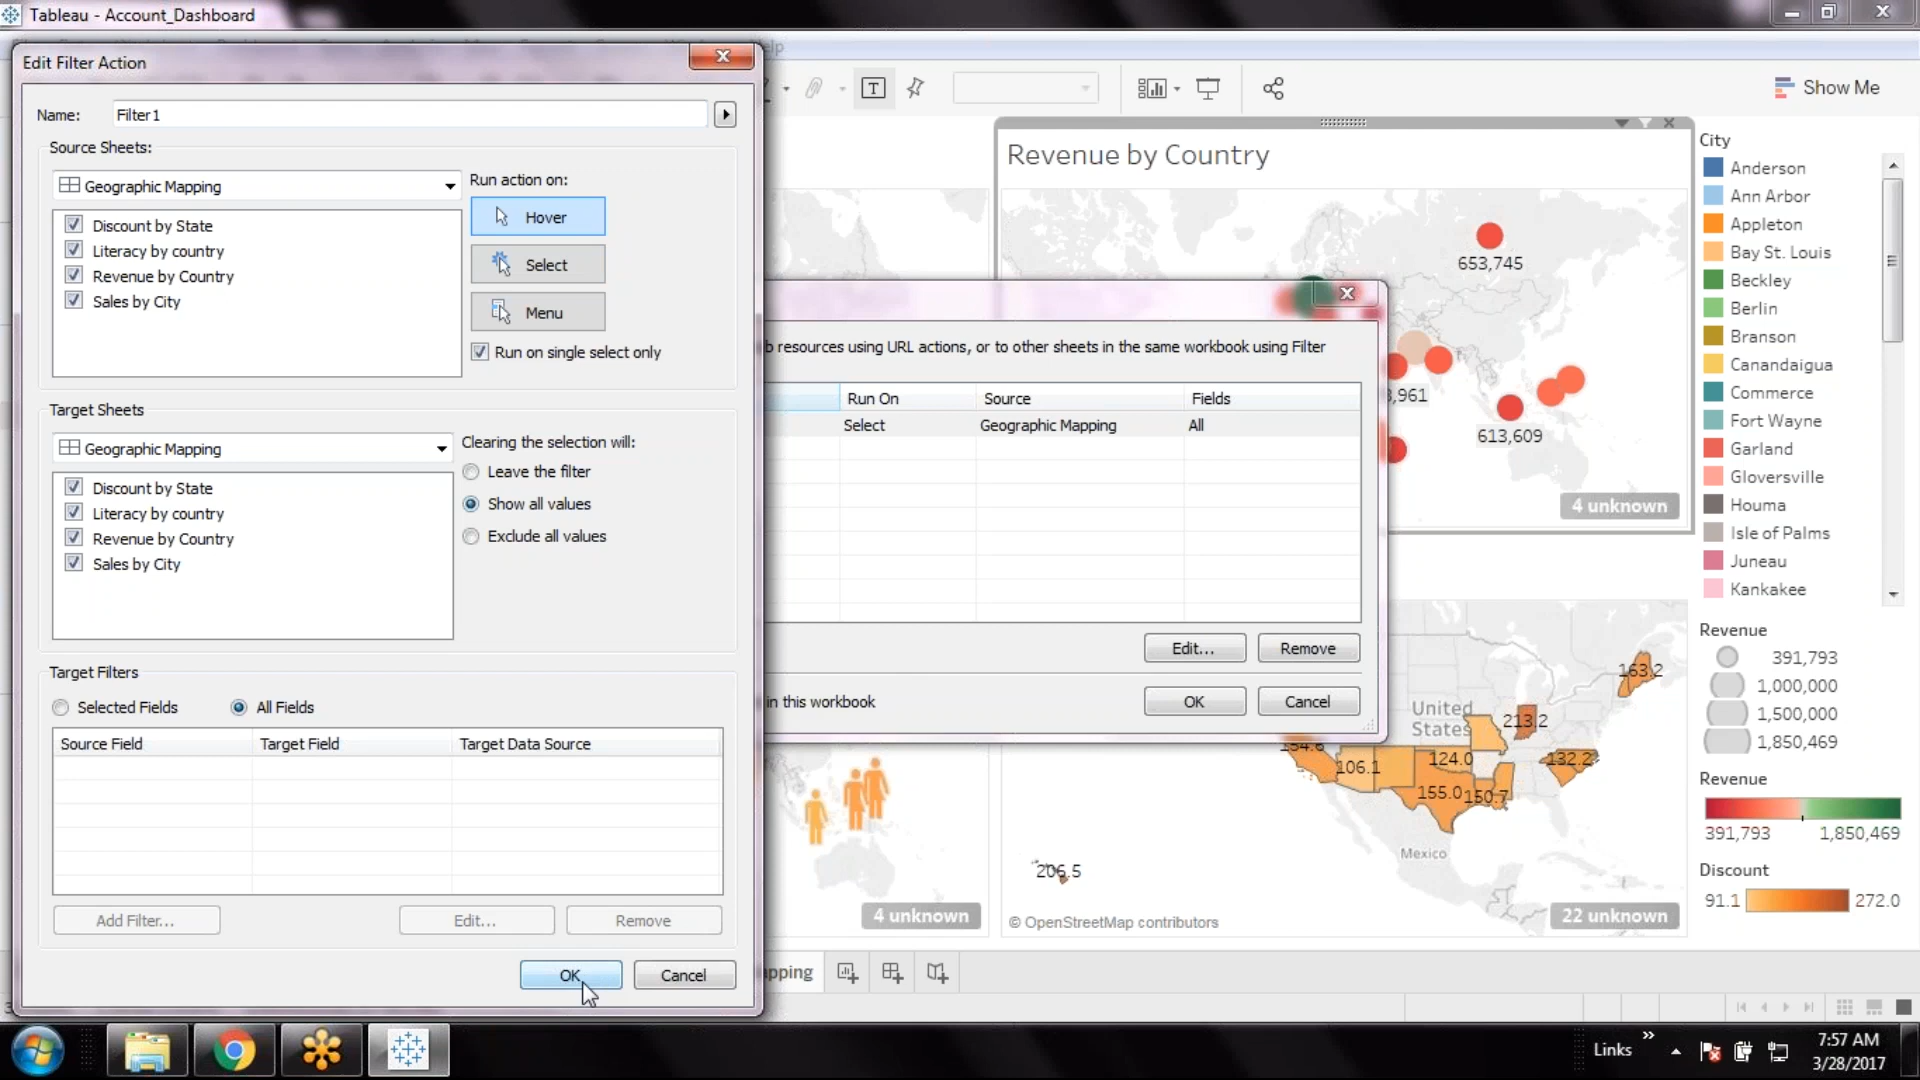 Tableau - Account_Dashboard
Edit Filter Action
Name:
Filter1
Source Sheets:
Geographic Mapping
Discount by State
Literacy by country
Revenue by Country
Sales by City
Run action on:
Hover
Select
Menu
Run on single select only
Target Sheets
Geographic Mapping
Discount by State
Literacy by country
Revenue by Country
Sales by City
Clearing the selection will:
Leave the filter
Show all values
Exclude all values
Target Filters
Selected Fields
All Fields
Source Field
Target Field
Target Data Source
Add Filter...
Edit...
Remove
OK
Cancel
resources using URL actions, or to other sheets in the same workbook using Filter
Run On
Source
Fields
Select
Geographic Mapping
All
Edit...
Remove
in this workbook
OK
Cancel
Show Me
Revenue by Country
653,745
613,609
4 unknown
City
Anderson
Ann Arbor
Appleton
Bay St. Louis
Beckley
Berlin
Branson
Canandaigua
Commerce
Fort Wayne
Garland
Gloversville
Houma
Isle of Palms
Juneau
Kankakee
Revenue
391,793
1,000,000
1,500,000
1,850,469
Revenue
391,793
1,850,469
Discount
91.1
272.0
4 unknown
163.2
United
States
213.2
154.6
106.1
124.0
132.2
155.0
150.7
Mexico
206.5
© OpenStreetMap contributors
22 unknown
Links
7:57 AM
3/28/2017